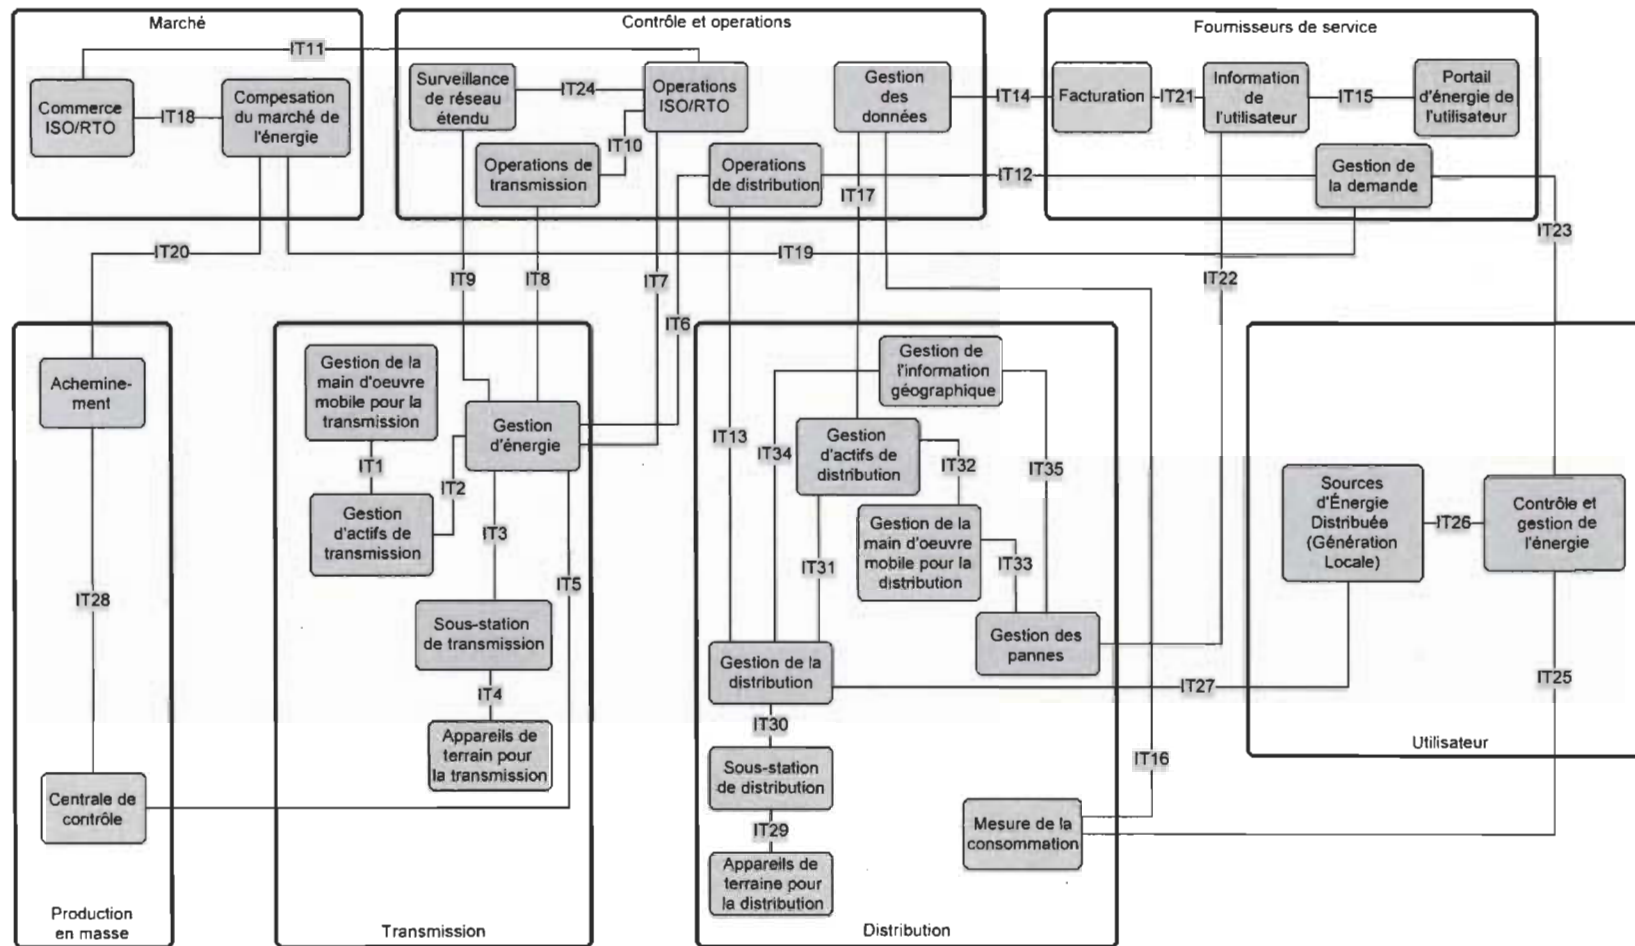 Marché
Contrôle et operations
Fournisseurs de service
IT11
Commerce
ISO/RTO
IT18
Compesation
du marché de
l'énergie
Surveillance
de réseau
étendu
IT24
Operations
ISO/RTO
IT10
Operations de
transmission
Operations
de distribution
Gestion
des
données
IT14
Facturation
IT21
Information
de
l'utilisateur
IT15
Portail
d'énergie de
l'utilisateur
IT12
Gestion de
la demande
IT17
IT23
IT20
IT19
IT9
IT8
IT7
IT22
IT6
Achemine-
ment
IT28
Centrale de
contrôle
Production
en masse
Gestion de la
main d'oeuvre
mobile pour la
transmission
IT1
Gestion
d'actifs de
transmission
IT2
Gestion
d'énergie
IT3
IT5
Sous-station
de transmission
IT4
Appareils de
terrain pour
la transmission
Transmission
Gestion de
l'information
géographique
IT13
IT34
Gestion
d'actifs de
distribution
IT32
IT35
Gestion de la
main d'oeuvre
mobile pour la
distribution
IT31
IT33
Gestion des
pannes
Gestion de la
distribution
IT27
IT30
Sous-station
de distribution
IT29
Appareils de
terraine pour
la distribution
Mesure de la
consommation
IT16
Distribution
Sources
d'Énergie
Distribuée
(Génération
Locale)
IT26
Contrôle et
gestion de
l'énergie
IT25
Utilisateur